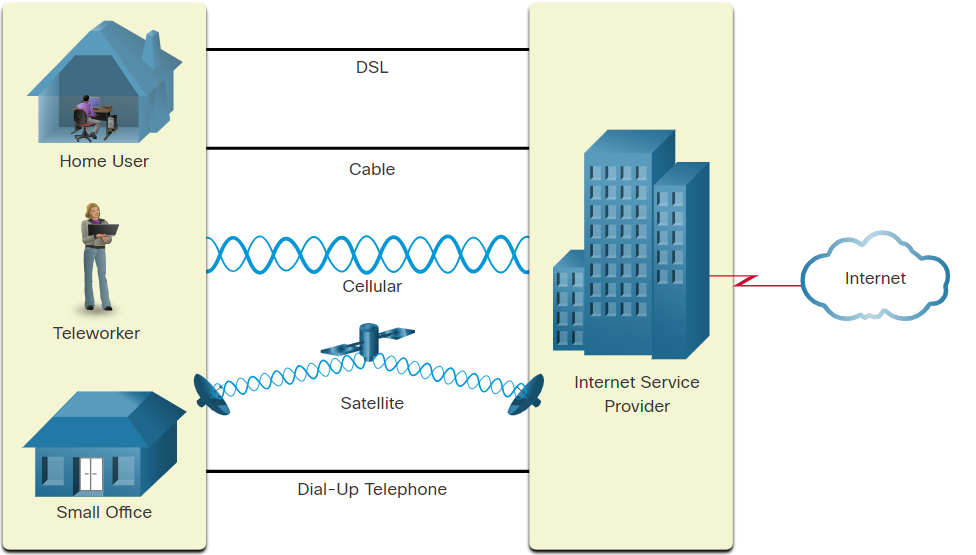 Home User
Teleworker
Small Office
DSL
Cable
Cellular
Satellite
Dial-Up Telephone
Internet Service
Provider
Internet